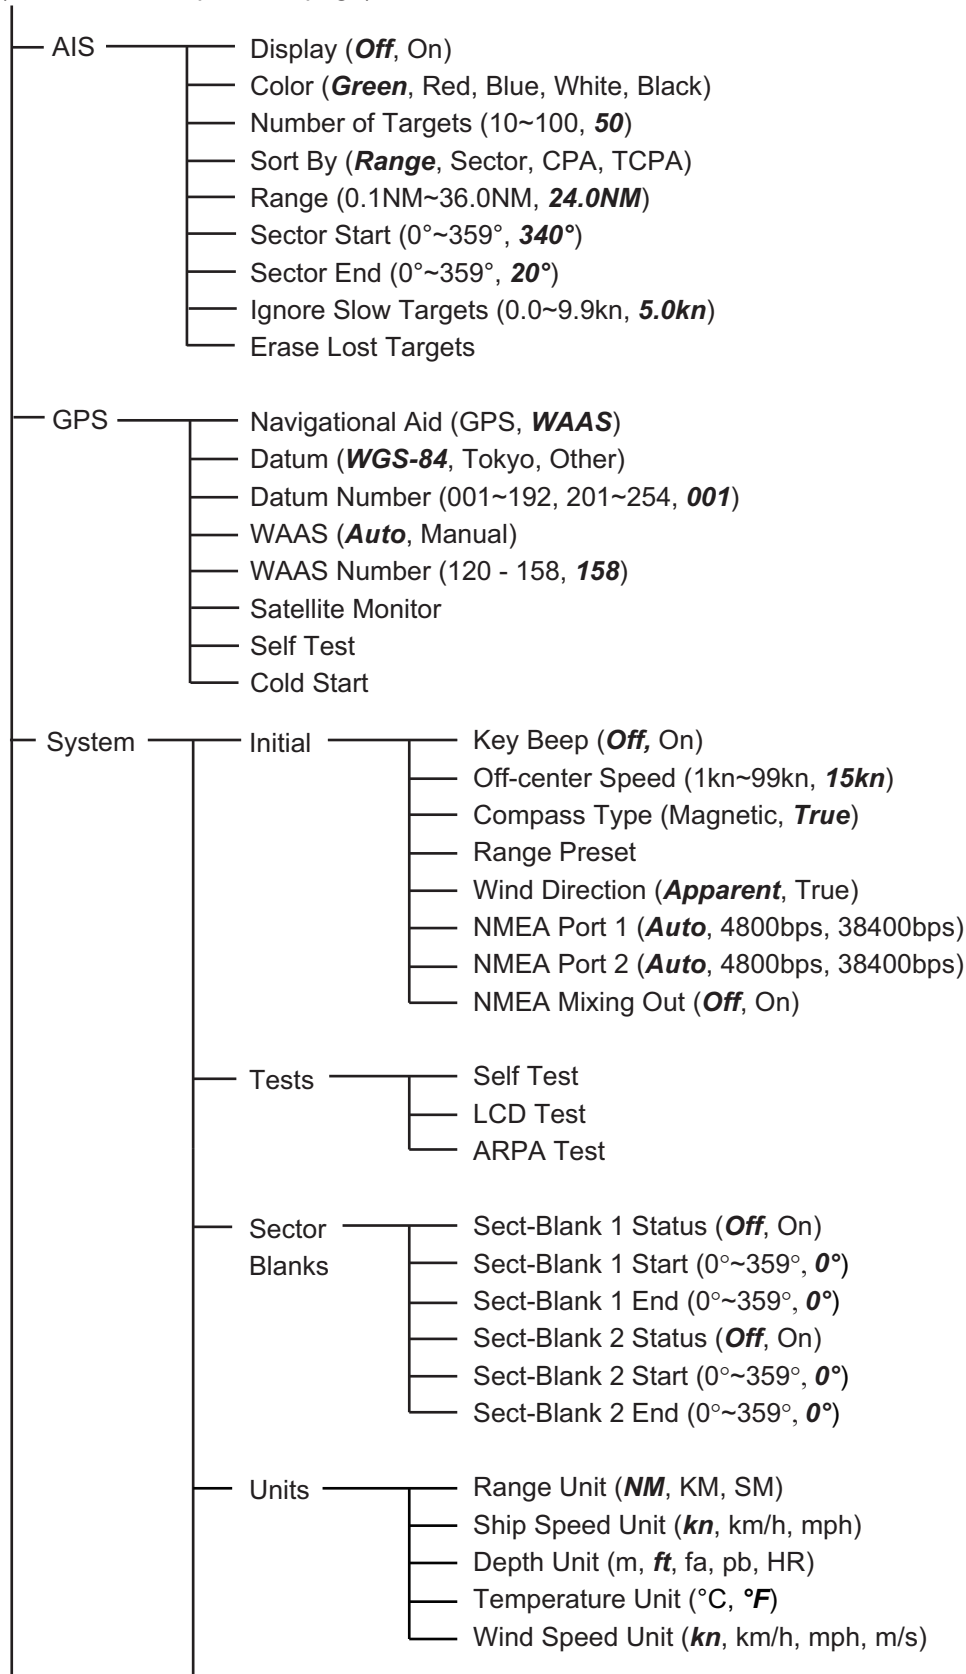 AIS
Display (Off, On)
Color (Green, Red, Blue, White, Black)
Number of Targets (10~100, 50)
Sort By (Range, Sector, CPA, TCPA)
Range (0.1NM~36.0NM, 24.0NM)
Sector Start (0°~359°, 340°)
Sector End (0°~359°, 20°)
Ignore Slow Targets (0.0~9.9kn, 5.0kn)
Erase Lost Targets
GPS
Navigational Aid (GPS, WAAS)
Datum (WGS-84, Tokyo, Other)
Datum Number (001~192, 201~254, 001)
WAAS (Auto, Manual)
WAAS Number (120 - 158, 158)
Satellite Monitor
Self Test
Cold Start
System
Initial
Key Beep (Off, On)
Off-center Speed (1kn~99kn, 15kn)
Compass Type (Magnetic, True)
Range Preset
Wind Direction (Apparent, True)
NMEA Port 1 (Auto, 4800bps, 38400bps)
NMEA Port 2 (Auto, 4800bps, 38400bps)
NMEA Mixing Out (Off, On)
Tests
Self Test
LCD Test
ARPA Test
Sector
Blanks
Sect-Blank 1 Status (Off, On)
Sect-Blank 1 Start (0°~359°, 0°)
Sect-Blank 1 End (0°~359°, 0°)
Sect-Blank 2 Status (Off, On)
Sect-Blank 2 Start (0°~359°, 0°)
Sect-Blank 2 End (0°~359°, 0°)
Units
Range Unit (NM, KM, SM)
Ship Speed Unit (kn, km/h, mph)
Depth Unit (m, ft, fa, pb, HR)
Temperature Unit (°C, °F)
Wind Speed Unit (kn, km/h, mph, m/s)